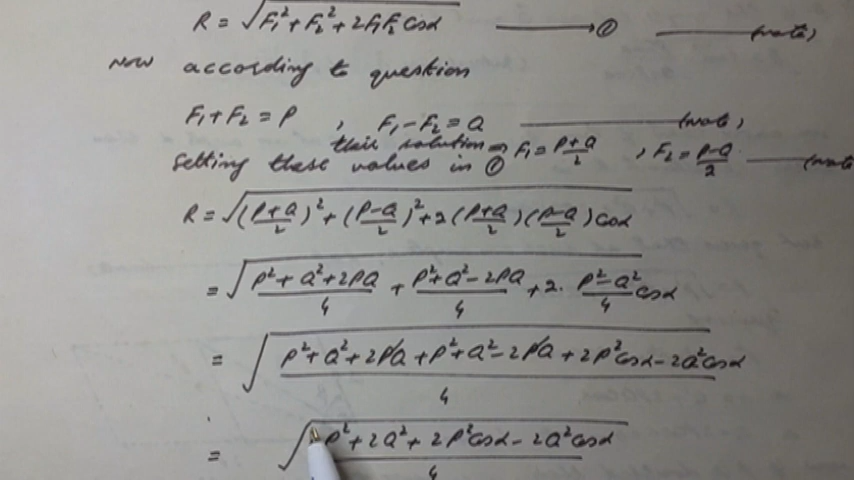 R = √F₁² + F₂² + 2F₁F₂ Cosα ———→① ———(note)
Now according to question
F₁ + F₂ = P , F₁ – F₂ = Q ———(note)
their solution ⇒ F₁ = P+Q/2 , F₂ = P–Q/2 ———(note
Setting these values in ①
R = √(P+Q/2)² + (P–Q/2)² + 2(P+Q/2)(P–Q/2) Cosα
= √P² + Q² + 2PQ/4 + P² + Q² – 2PQ/4 + 2· P² – Q²/4 Cosα
= √P² + Q² + 2PQ + P² + Q² – 2PQ + 2P² Cosα – 2Q² Cosα/4
= √P² + 2Q² + 2P² Cosα – 2Q² Cosα/4